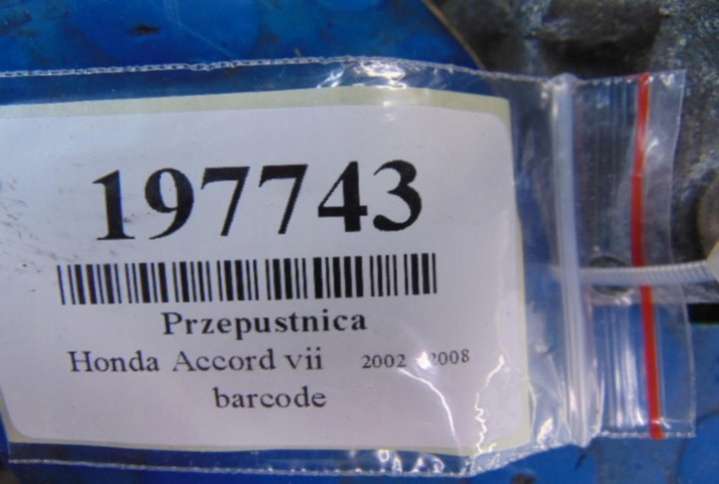 197743
Przepustnica
Honda Accord vii 2002 2008
barcode